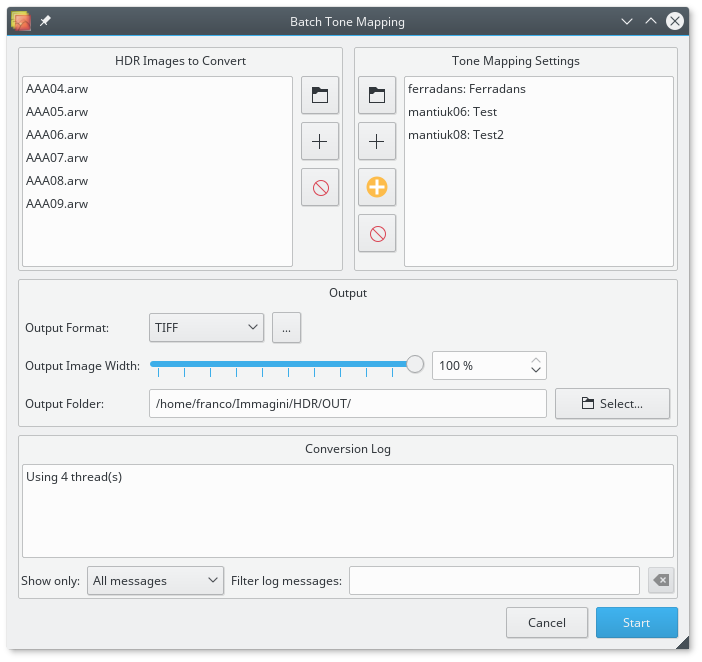 Batch Tone Mapping
HDR Images to Convert
AAA04.arw
AAA05.arw
AAA06.arw
AAA07.arw
AAA08.arw
AAA09.arw
Tone Mapping Settings
ferradans: Ferradans
mantiuk06: Test
mantiuk08: Test2
Output
Output Format: TIFF ...
Output Image Width: 100 %
Output Folder: /home/franco/Immagini/HDR/OUT/ Select...
Conversion Log
Using 4 thread(s)
Show only: All messages Filter log messages:
Cancel Start